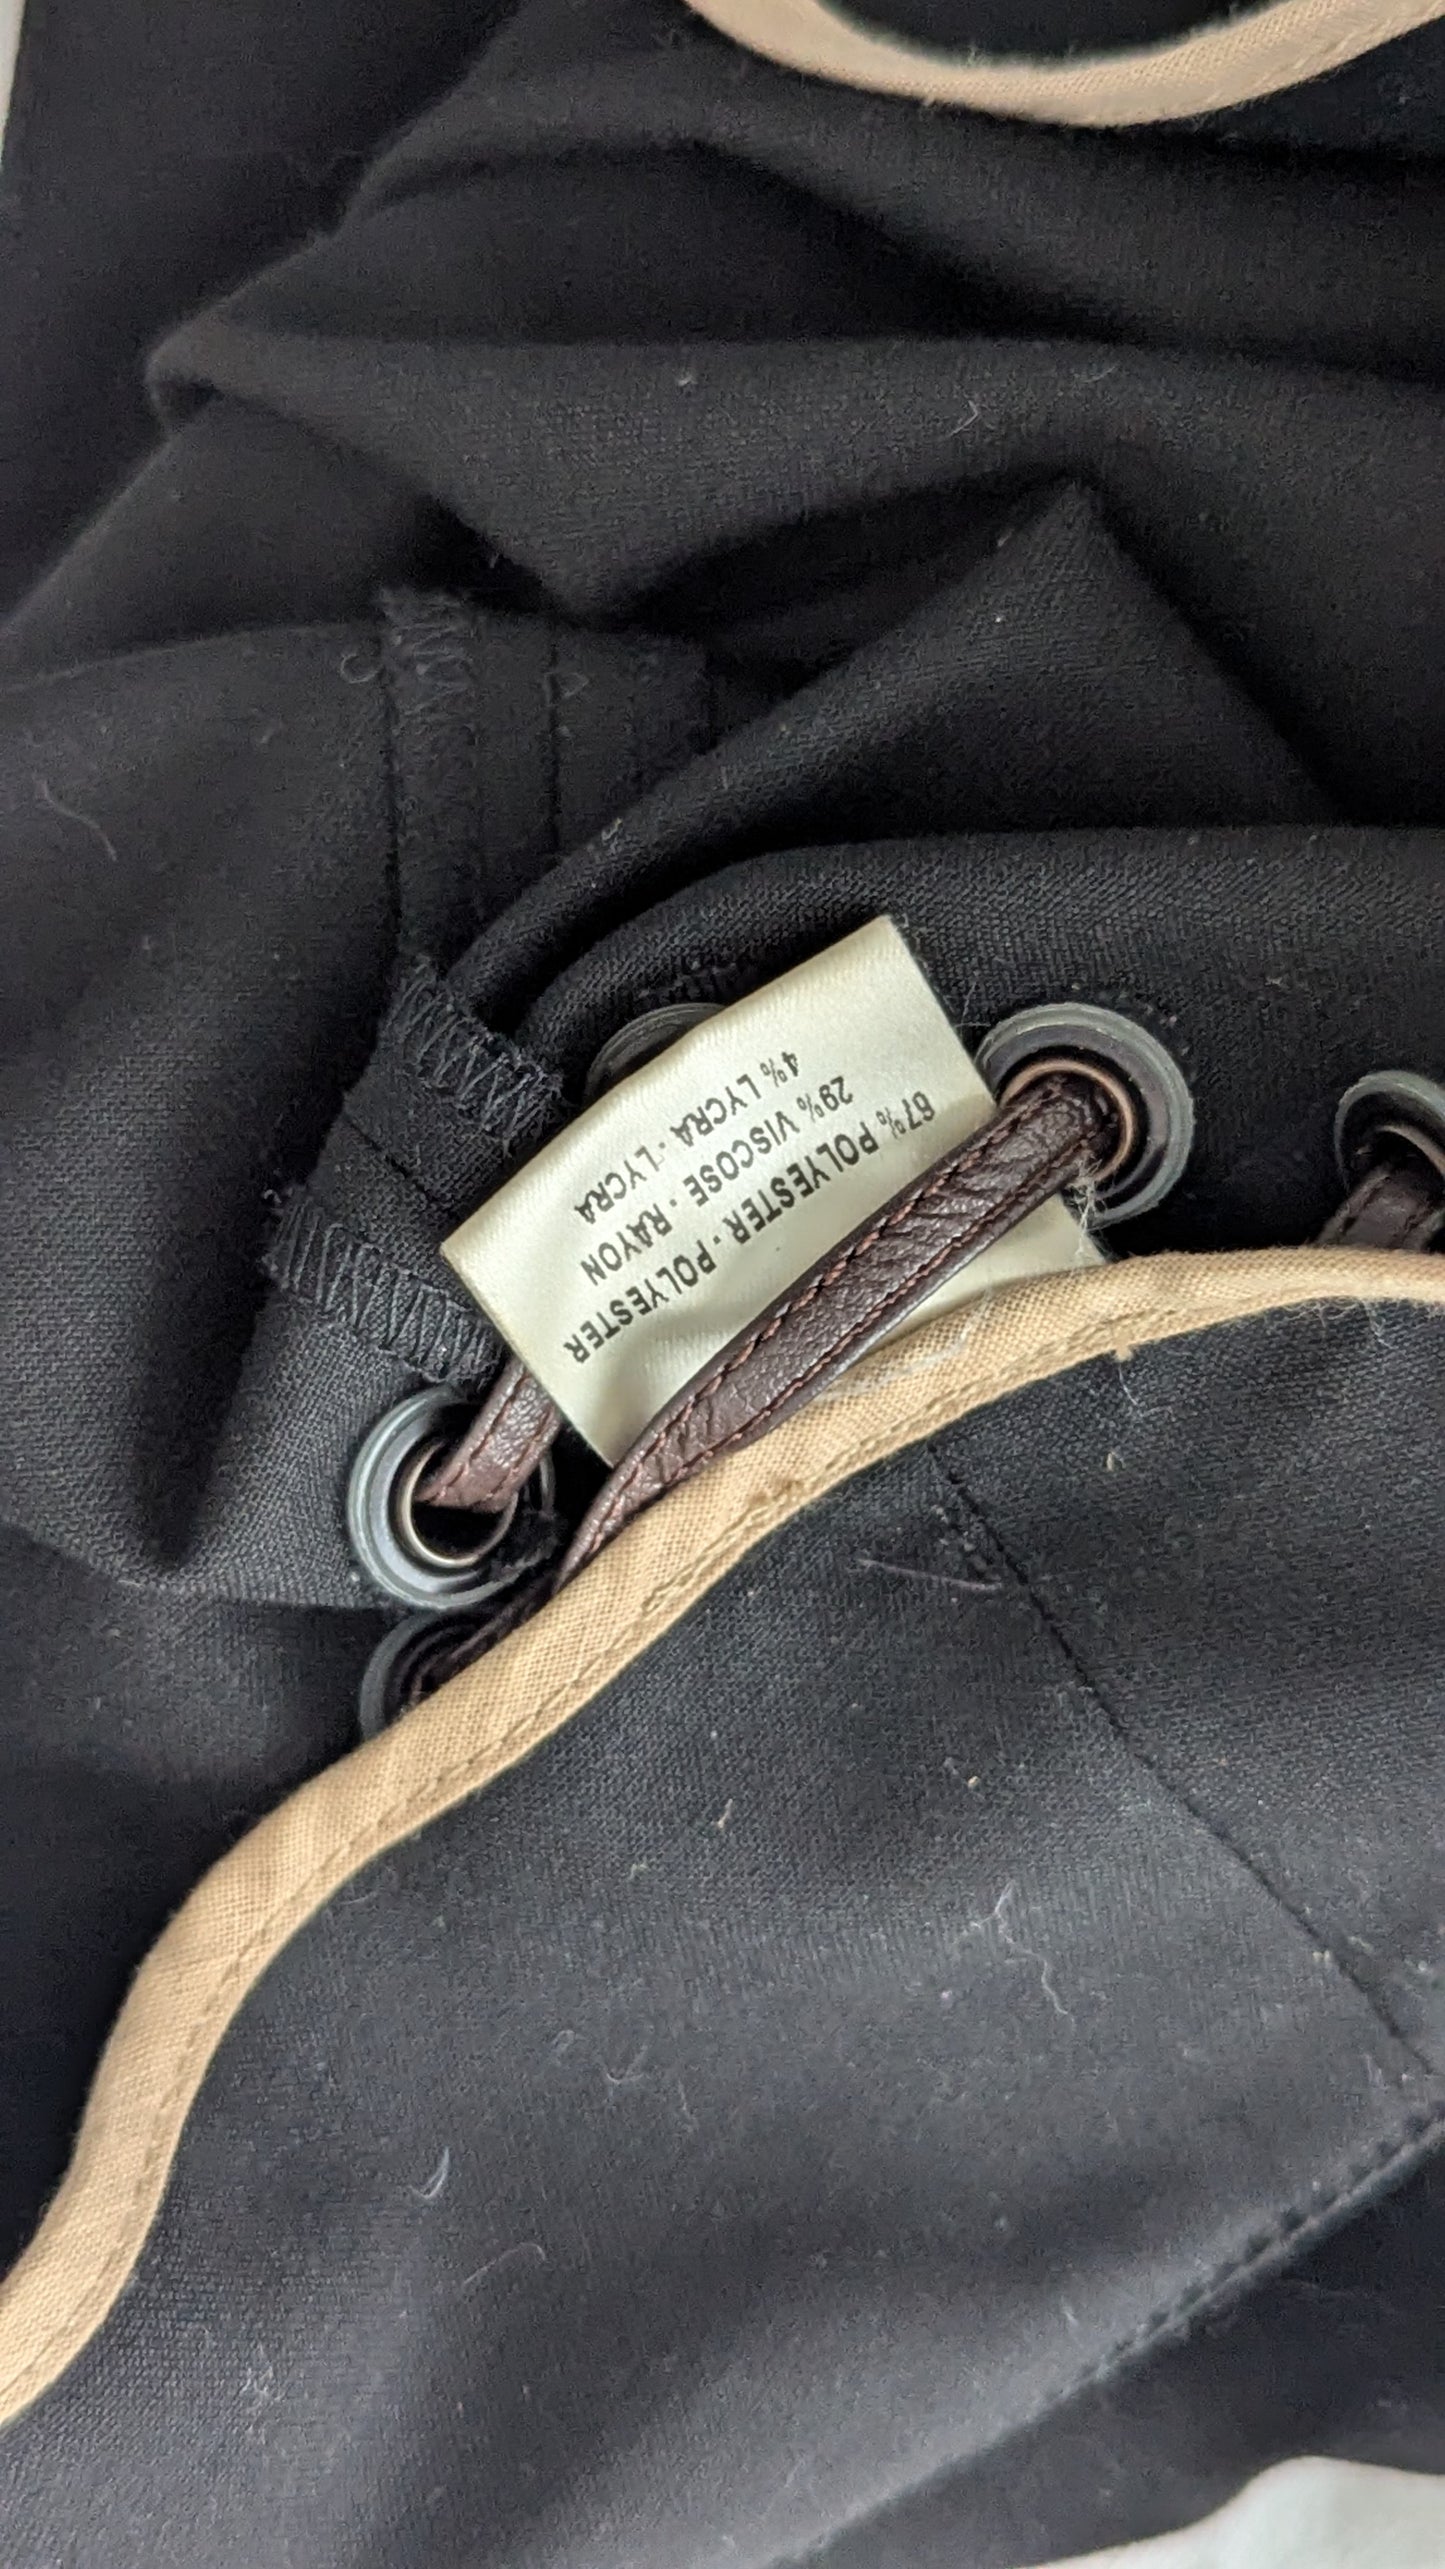 67% POLYESTER - POLYESTER
29% VISCOSE - RAYON
4% LYCRA - LYCRA